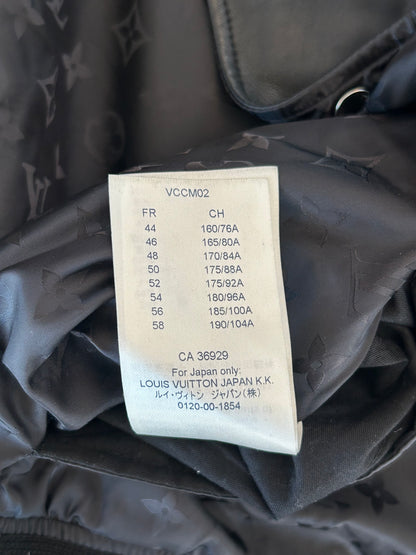 VCCM02
FR CH
44 160/76A
46 165/80A
48 170/84A
50 175/88A
52 175/92A
54 180/96A
56 185/100A
58 190/104A
CA 36929
For Japan only:
LOUIS VUITTON JAPAN K.K.
ルイ・ヴィトン ジャパン(株)
0120-00-1854